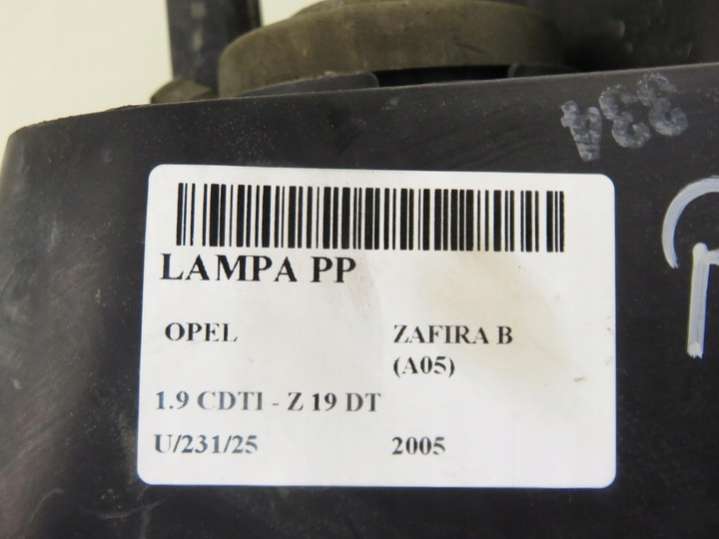 LAMPA PP
OPEL ZAFIRA B
(A05)
1.9 CDTI - Z 19 DT
U/231/25 2005